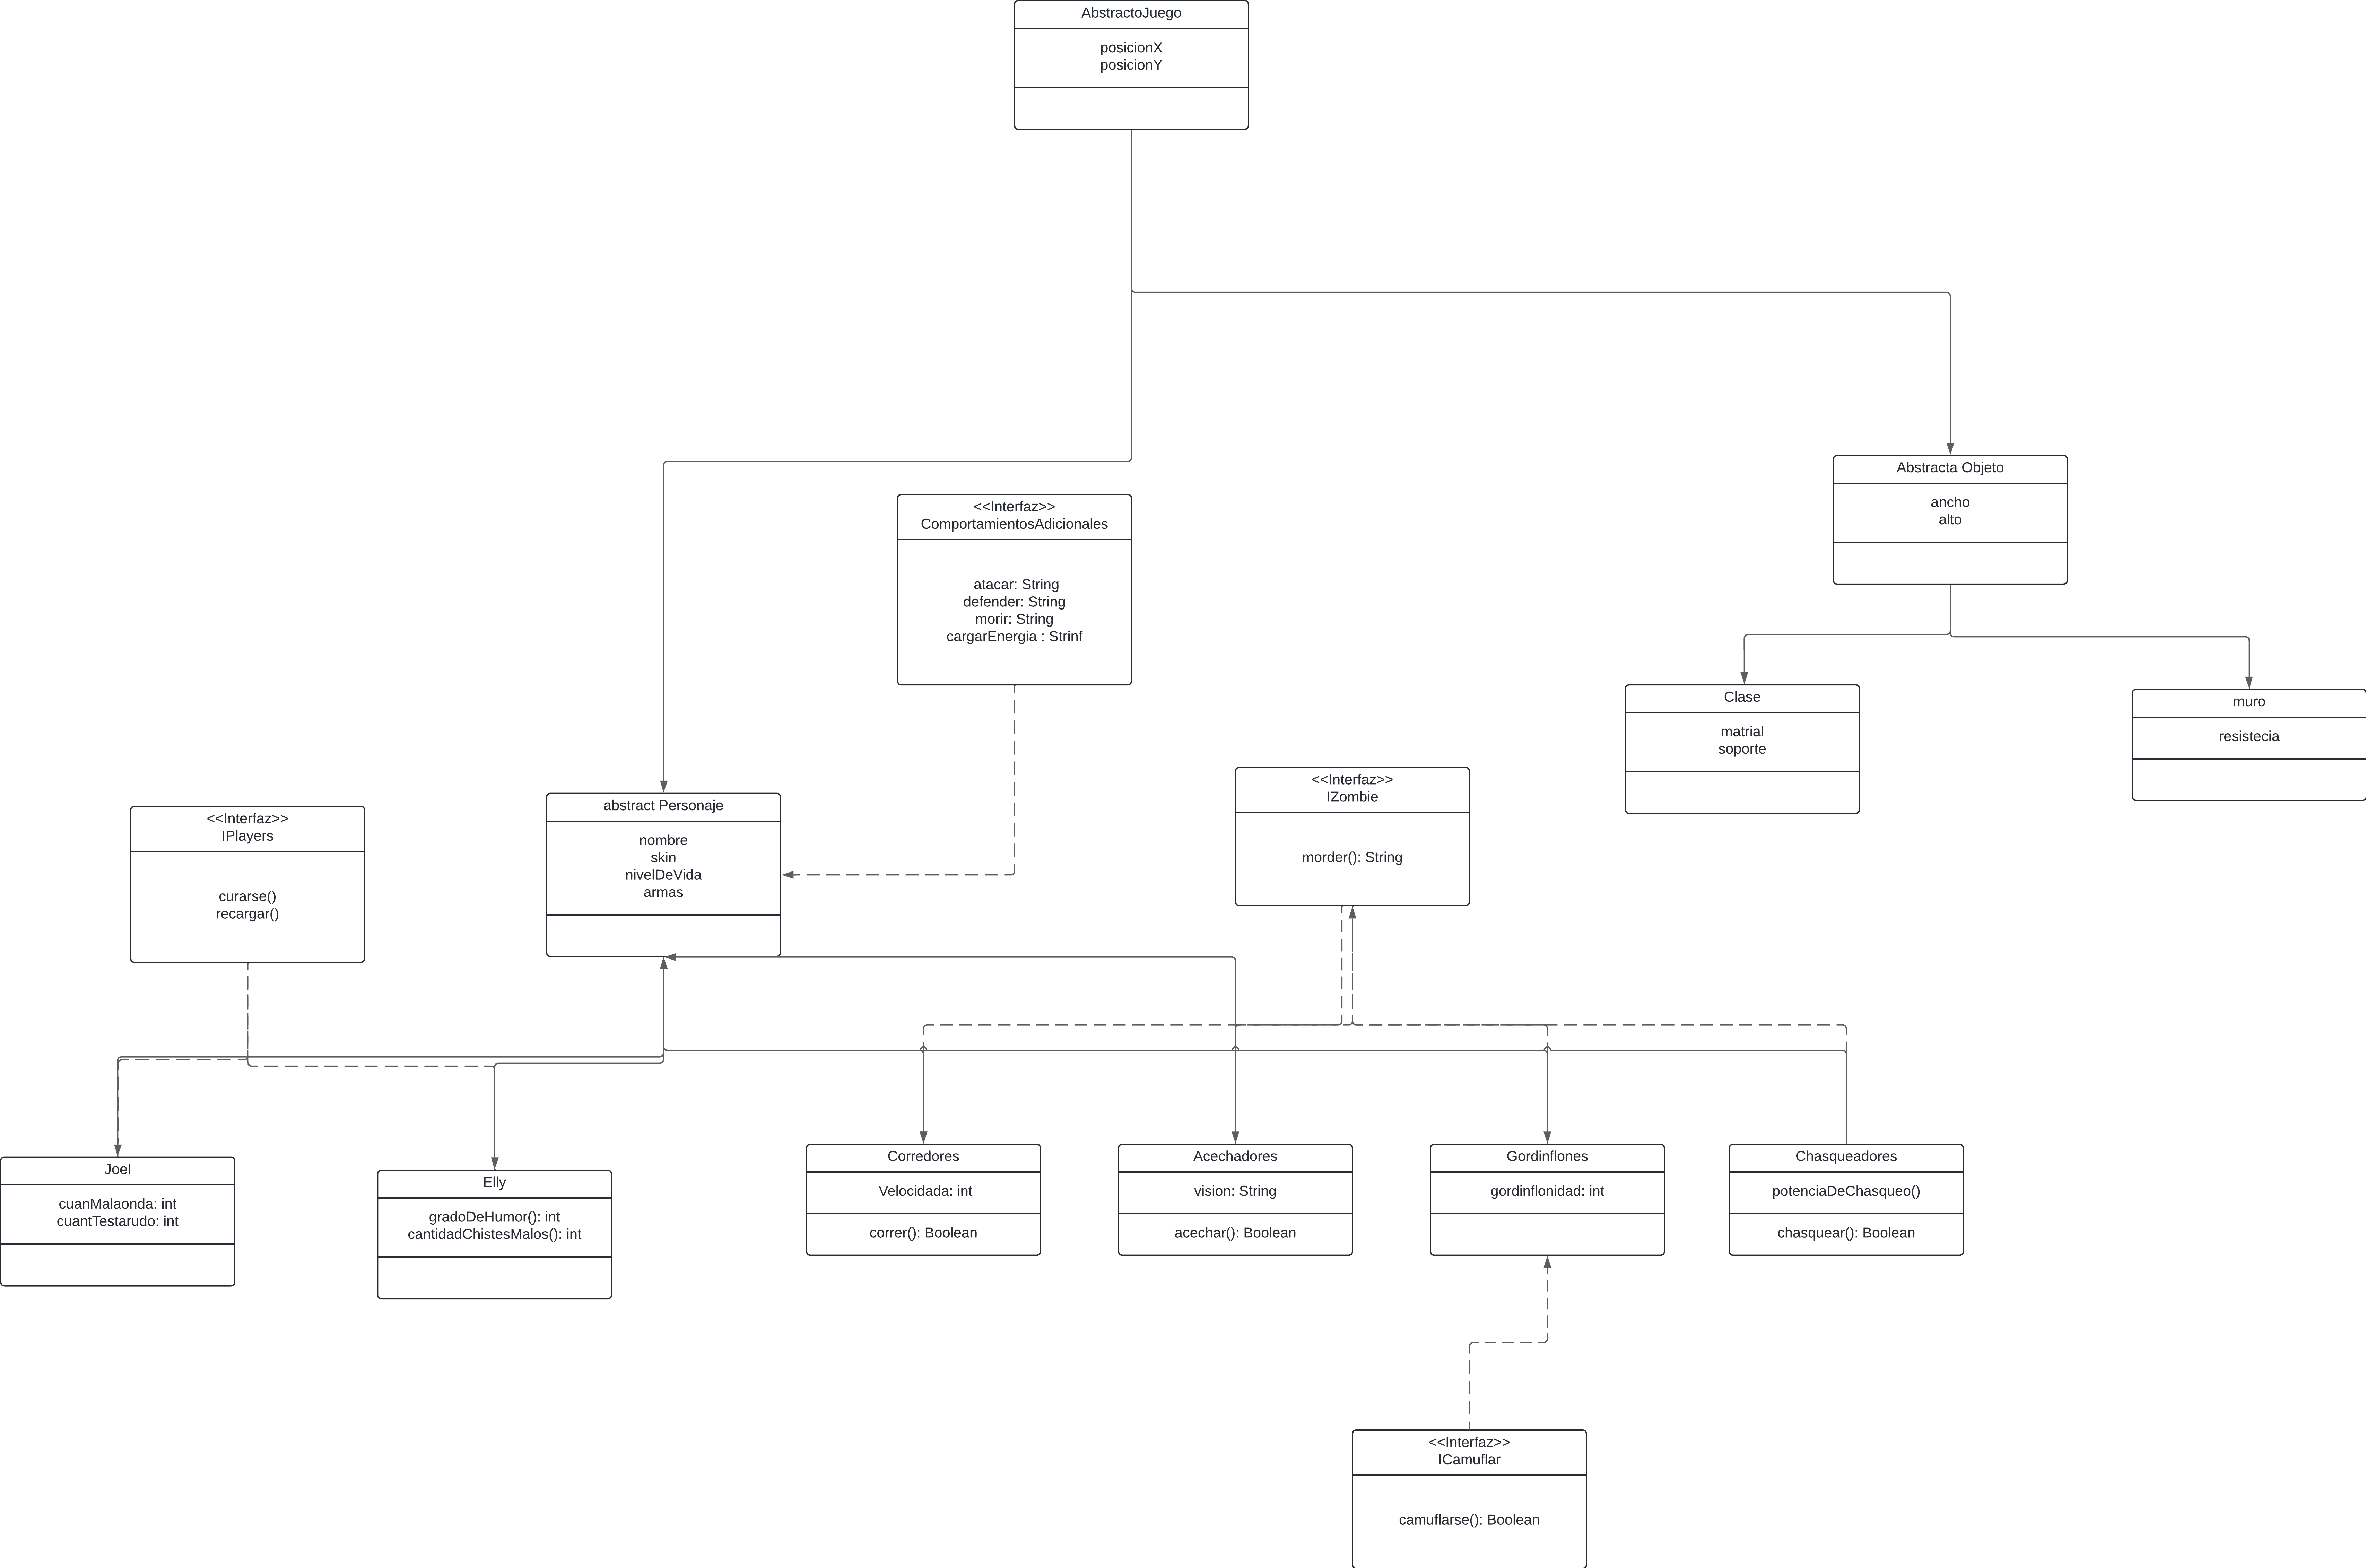 AbstractoJuego
posicionX
posicionY
Abstracta Objeto
ancho
alto
<<Interfaz>>
ComportamientosAdicionales
atacar: String
defender: String
morir: String
cargarEnergia : Strinf
Clase
matrial
soporte
muro
resistecia
<<Interfaz>>
IZombie
morder(): String
abstract Personaje
nombre
skin
nivelDeVida
armas
<<Interfaz>>
IPlayers
curarse()
recargar()
Joel
cuanMalaonda: int
cuantTestarudo: int
Elly
gradoDeHumor(): int
cantidadChistesMalos(): int
Corredores
Velocidada: int
correr(): Boolean
Acechadores
vision: String
acechar(): Boolean
Gordinflones
gordinflonidad: int
Chasqueadores
potenciaDeChasqueo()
chasquear(): Boolean
<<Interfaz>>
ICamuflar
camuflarse(): Boolean